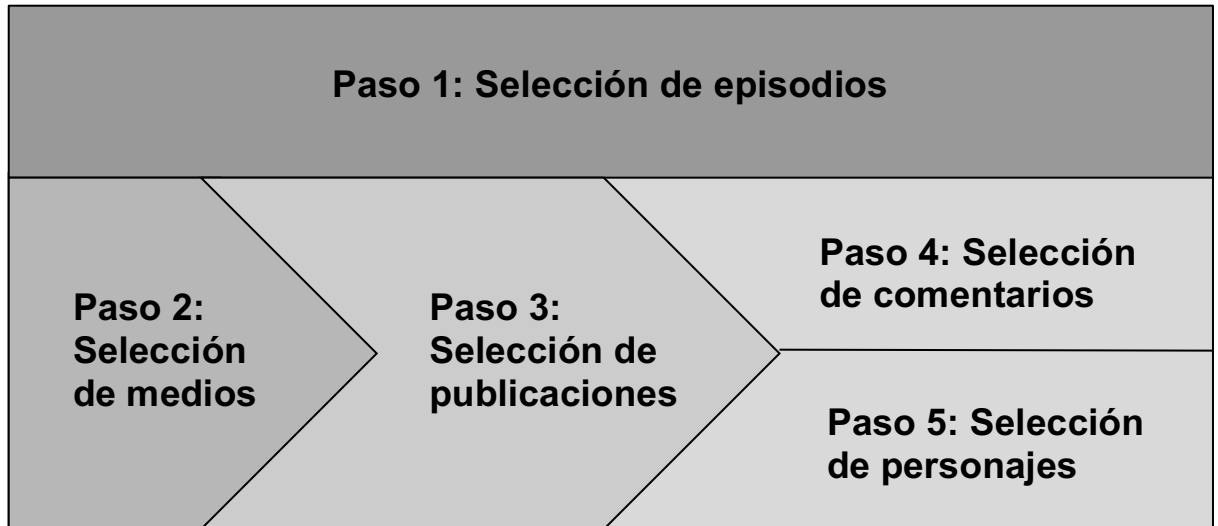 Paso 1: Selección de episodios
Paso 2:
Selección
de medios
Paso 3:
Selección de
publicaciones
Paso 4: Selección
de comentarios
Paso 5: Selección
de personajes